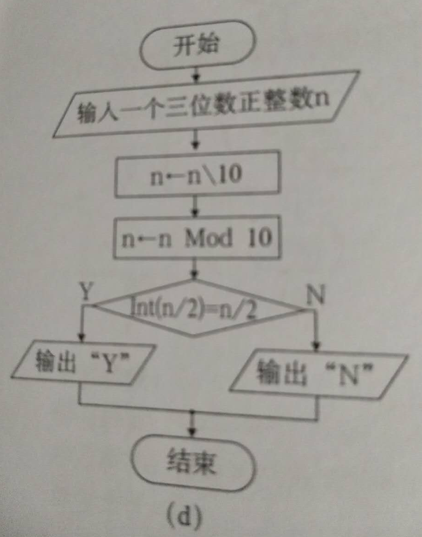 开始
输入一个三位数正整数n
n←n\10
n←n Mod 10
Y
Int(n/2)=n/2
N
输出 “Y”
输出 “N”
结束
(d)